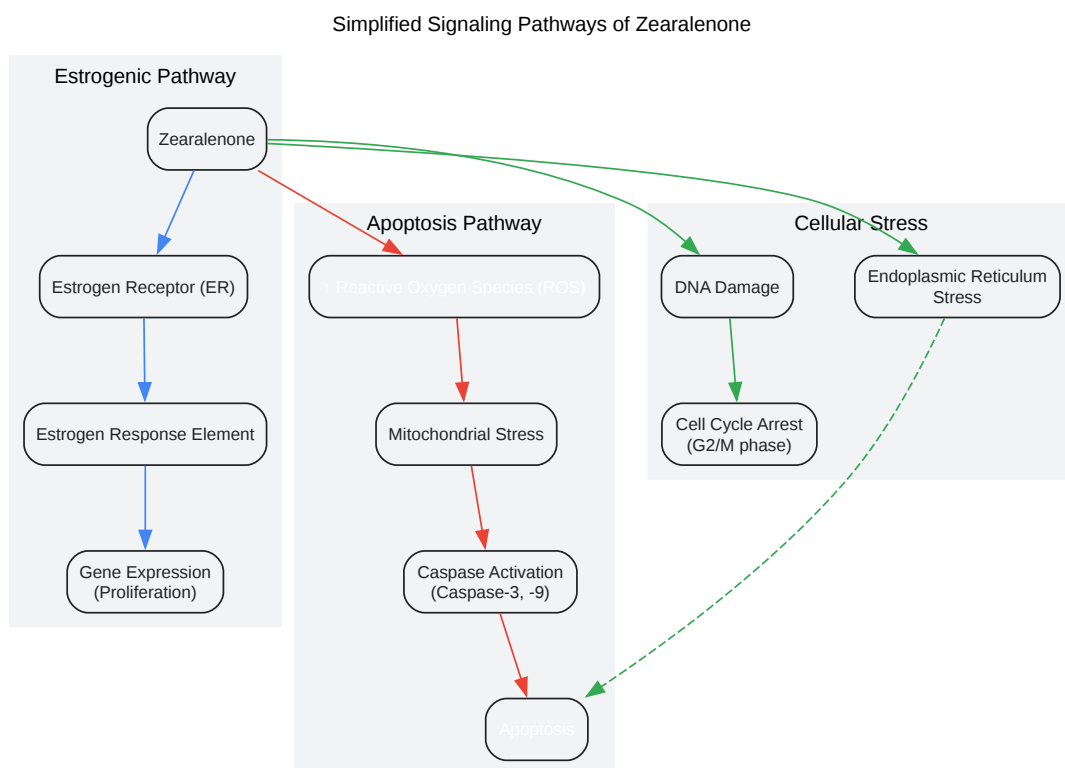 Simplified Signaling Pathways of Zearalenone
Estrogenic Pathway
Zearalenone
Estrogen Receptor (ER)
Estrogen Response Element
Gene Expression
(Proliferation)
Apoptosis Pathway
↑ Reactive Oxygen Species (ROS)
Mitochondrial Stress
Caspase Activation
(Caspase-3, -9)
Apoptosis
Cellular Stress
DNA Damage
Endoplasmic Reticulum
Stress
Cell Cycle Arrest
(G2/M phase)